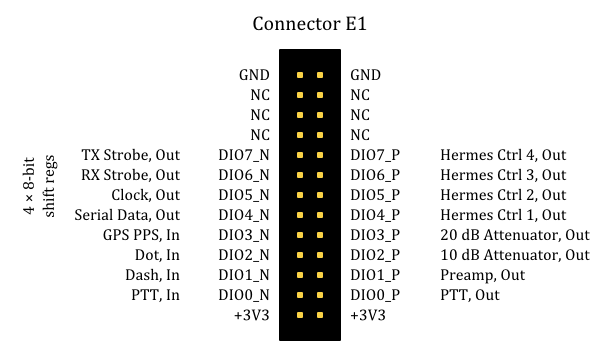 Connector E1
GND GND
NC NC
NC NC
NC NC
TX Strobe, Out DIO7_N DIO7_P Hermes Ctrl 4, Out
RX Strobe, Out DIO6_N DIO6_P Hermes Ctrl 3, Out
Clock, Out DIO5_N DIO5_P Hermes Ctrl 2, Out
Serial Data, Out DIO4_N DIO4_P Hermes Ctrl 1, Out
GPS PPS, In DIO3_N DIO3_P 20 dB Attenuator, Out
Dot, In DIO2_N DIO2_P 10 dB Attenuator, Out
Dash, In DIO1_N DIO1_P Preamp, Out
PTT, In DIO0_N DIO0_P PTT, Out
+3V3 +3V3
4 × 8-bit
shift regs